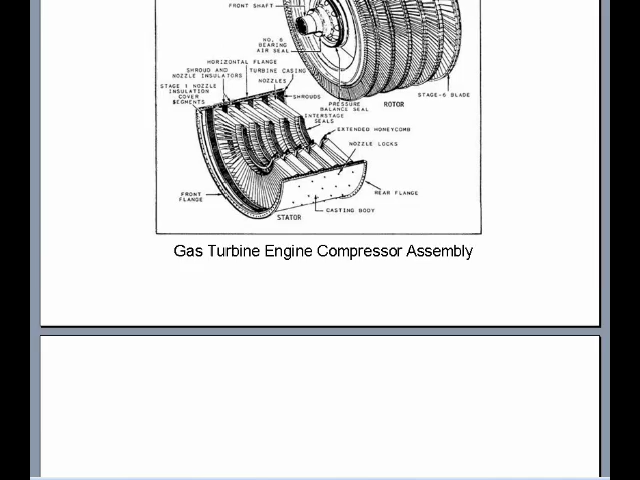 FRONT SHAFT
NO. 6
BEARING
AIR SEAL
HORIZONTAL FLANGE
SHROUD AND
NOZZLE INSULATORS
TURBINE CASING
NOZZLES
STAGE 1 NOZZLE
INSULATION
COVER
SEGMENTS
SHROUDS
PRESSURE
BALANCE SEAL
ROTOR
STAGE-6 BLADE
INTERSTAGE
SEALS
EXTENDED HONEYCOMB
NOZZLE LOCKS
FRONT
FLANGE
REAR FLANGE
CASTING BODY
STATOR
Gas Turbine Engine Compressor Assembly